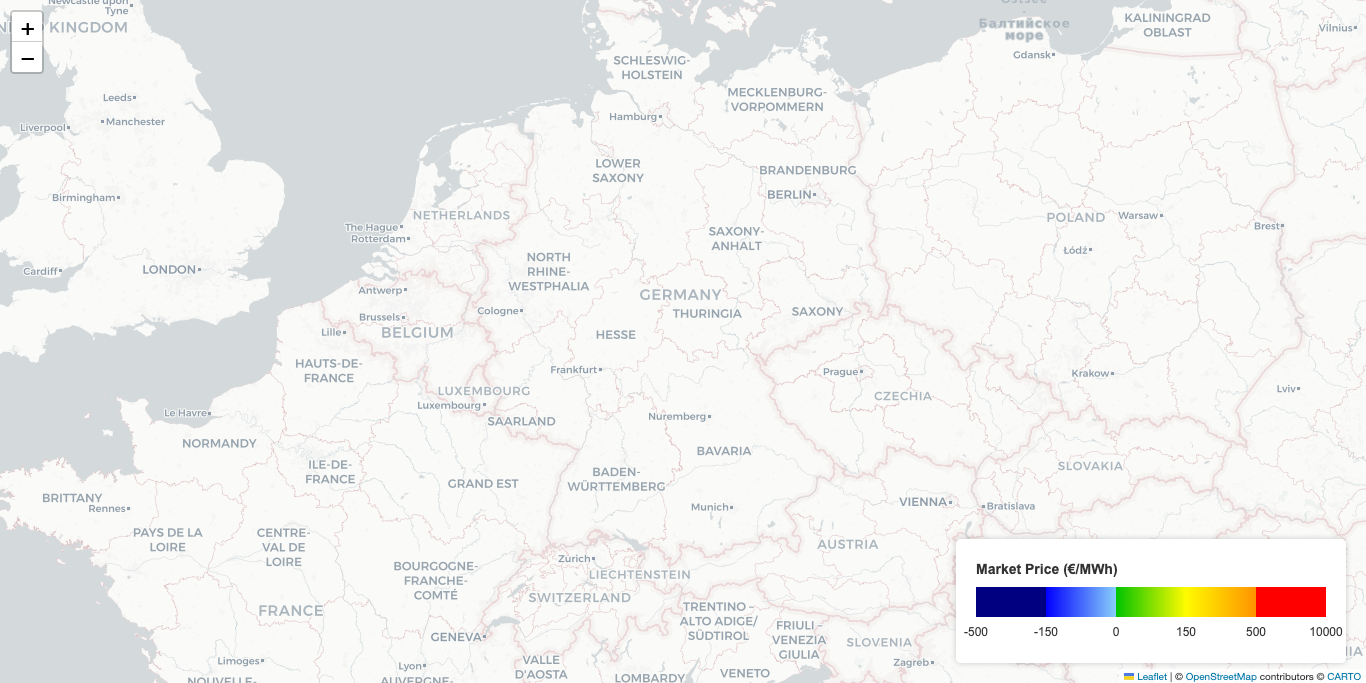 Newcastle upon
Tyne
KINGDOM
+
−
Leeds
Liverpool
Manchester
Birmingham
Cardiff
LONDON
Балтийское
море
KALININGRAD
OBLAST
Vilnius
Gdansk
SCHLESWIG-
HOLSTEIN
MECKLENBURG-
VORPOMMERN
Hamburg
LOWER
SAXONY
BRANDENBURG
BERLIN
NETHERLANDS
The Hague
Rotterdam
SAXONY-
ANHALT
POLAND
Warsaw
Brest
Łódź
NORTH
RHINE-
WESTPHALIA
Antwerp
GERMANY
Brussels
Cologne
THURINGIA
SAXONY
Lille
BELGIUM
HESSE
HAUTS-DE-
FRANCE
Frankfurt
Prague
Krakow
LUXEMBOURG
Luxembourg
CZECHIA
Lviv
Le Havre
SAARLAND
Nuremberg
NORMANDY
BAVARIA
ILE-DE-
FRANCE
GRAND EST
BADEN-
WÜRTTEMBERG
SLOVAKIA
BRITTANY
Rennes
Munich
VIENNA
Bratislava
PAYS DE LA
LOIRE
CENTRE-
VAL DE
LOIRE
AUSTRIA
Zurich
BOURGOGNE-
FRANCHE-
COMTÉ
LIECHTENSTEIN
SWITZERLAND
FRANCE
TRENTINO –
ALTO ADIGE/
SÜDTIROL
FRIULI –
VENEZIA
GIULIA
GENEVA
SLOVENIA
Limoges
Lyon
VALLE
D'AOSTA
Zagreb
VENETO
LOMBARDY
NOUVELLE-
AUVERGNE-
Market Price (€/MWh)
-500 -150 0 150 500 10000
Leaflet | © OpenStreetMap contributors © CARTO